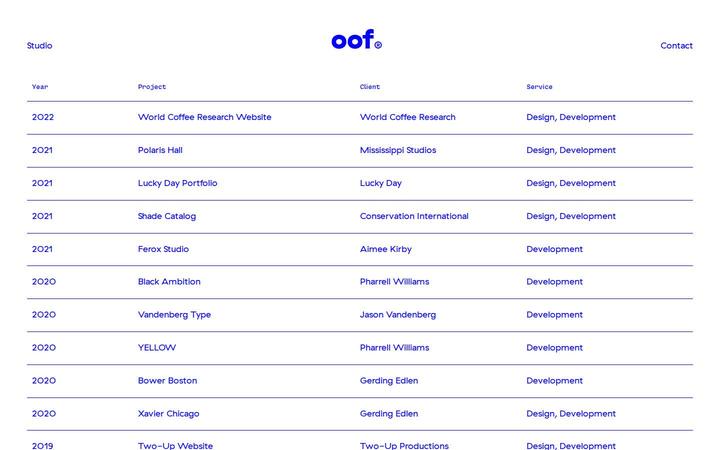 Studio
oof®
Contact
Year Project Client Service
2022 World Coffee Research Website World Coffee Research Design, Development
2021 Polaris Hall Mississippi Studios Design, Development
2021 Lucky Day Portfolio Lucky Day Design, Development
2021 Shade Catalog Conservation International Design, Development
2021 Ferox Studio Aimee Kirby Development
2020 Black Ambition Pharrell Williams Development
2020 Vandenberg Type Jason Vandenberg Development
2020 YELLOW Pharrell Williams Development
2020 Bower Boston Gerding Edlen Development
2020 Xavier Chicago Gerding Edlen Design, Development
2019 Two-Up Website Two-Up Productions Design, Development